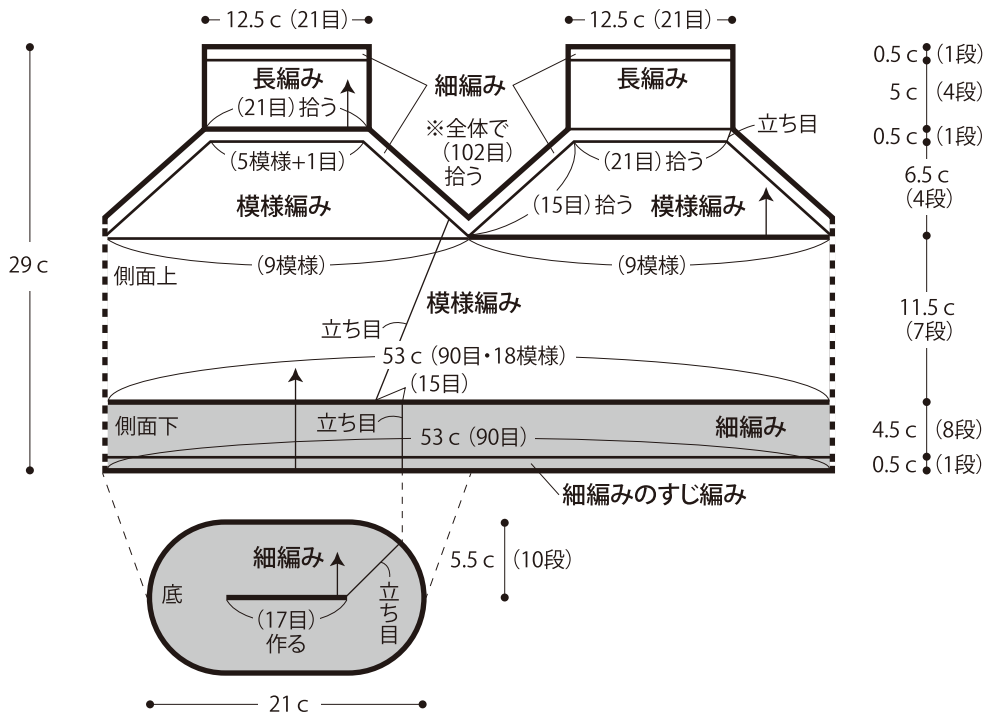 12.5 c（21目）
12.5 c（21目）
0.5 c（1段）
長編み
細編み
長編み
5 c（4段）
（21目）拾う
※全体で
（102目）
拾う
立ち目
0.5 c（1段）
（5模様+1目）
（21目）拾う
6.5 c
（4段）
模様編み
（15目）拾う
模様編み
29 c
（9模様）
（9模様）
側面上
模様編み
11.5 c
（7段）
立ち目
53 c（90目・18模様）
（15目）
側面下
立ち目
細編み
4.5 c（8段）
53 c（90目）
0.5 c（1段）
細編みのすじ編み
細編み
5.5 c（10段）
底
立ち目
（17目）
作る
21 c